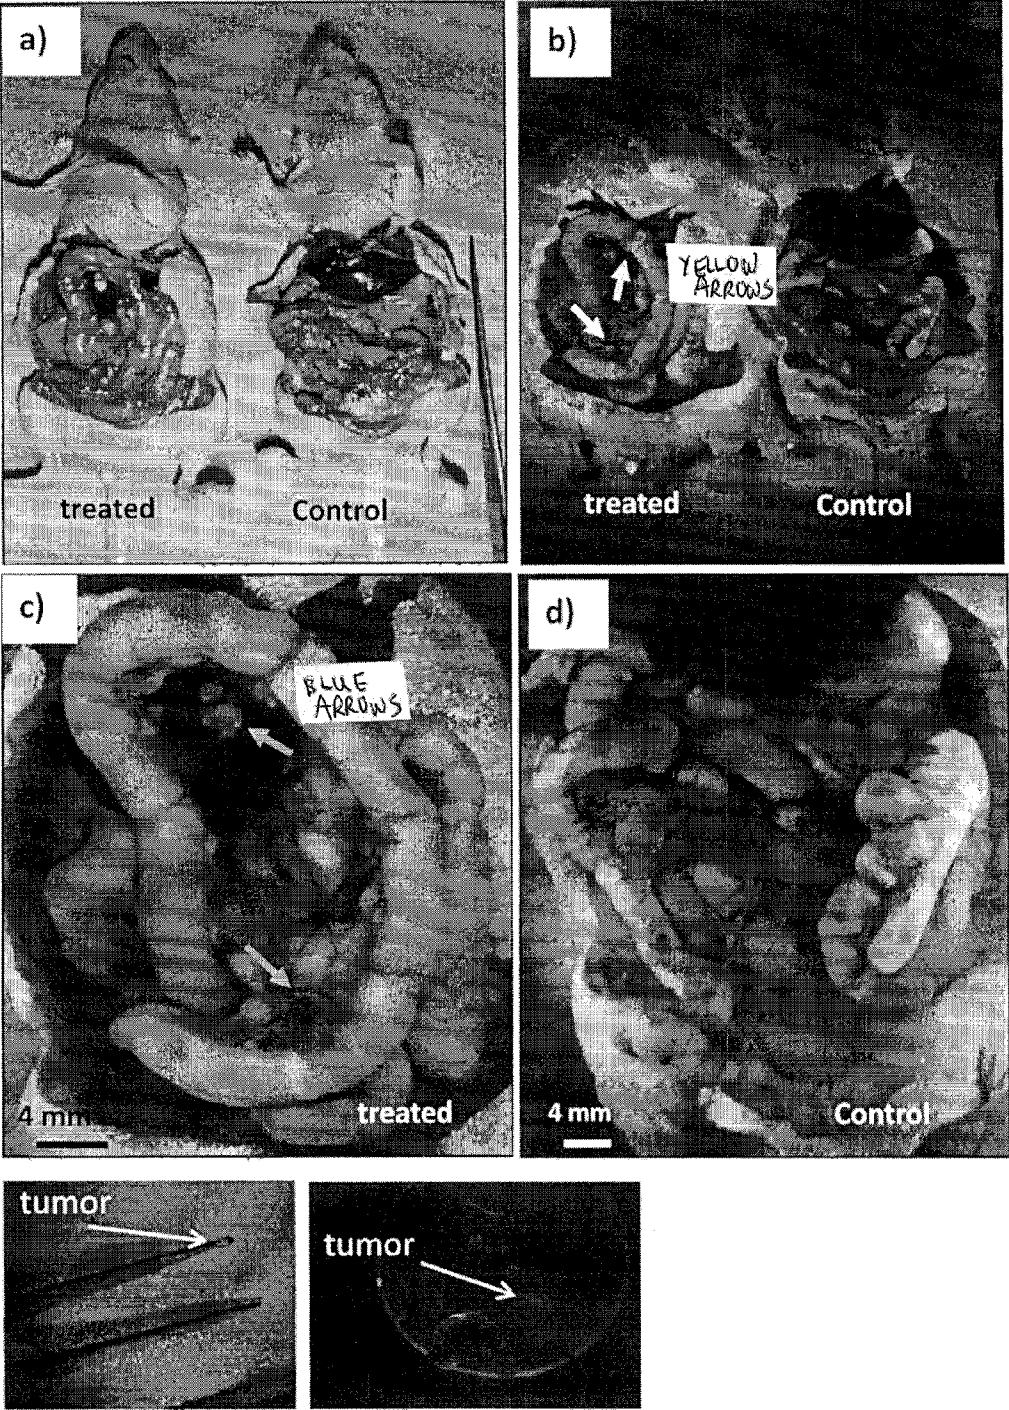 a)
b)
YELLOW
ARROWS
treated
Control
treated
Control
c)
d)
BLUE
ARROWS
4 mm
treated
4 mm
Control
tumor
tumor